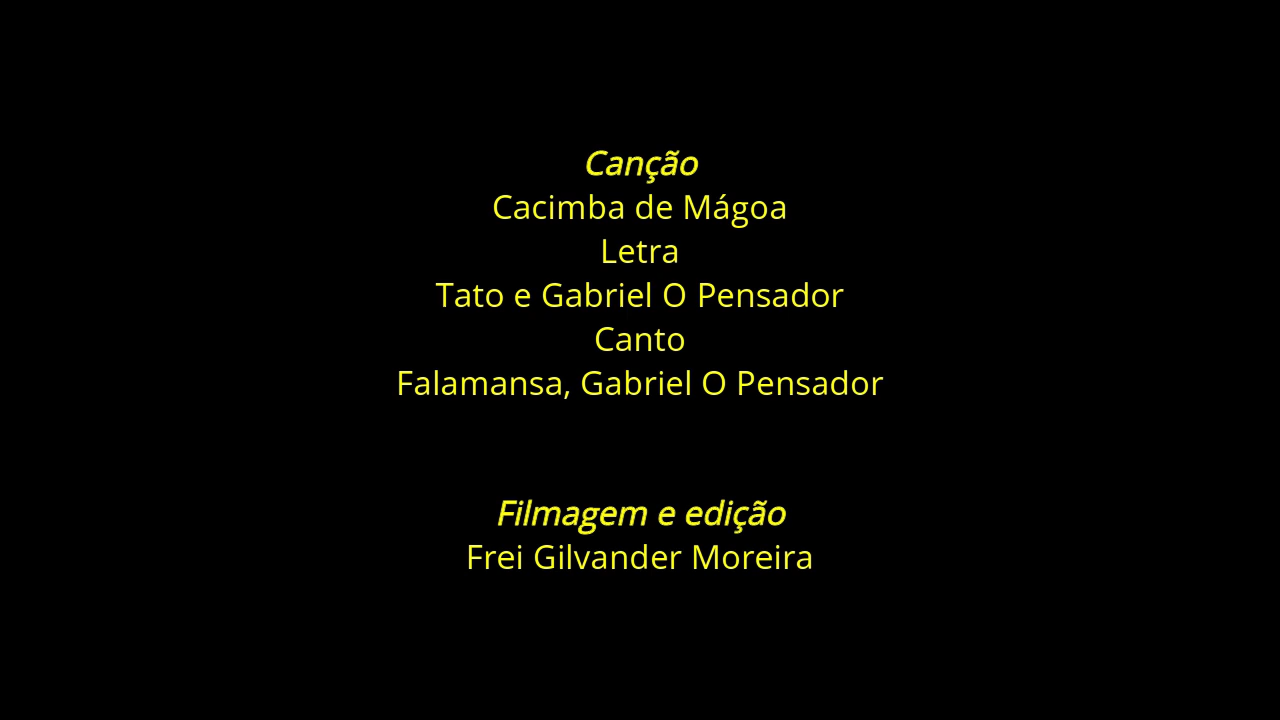 Canção
Cacimba de Mágoa
Letra
Tato e Gabriel O Pensador
Canto
Falamansa, Gabriel O Pensador
Filmagem e edição
Frei Gilvander Moreira